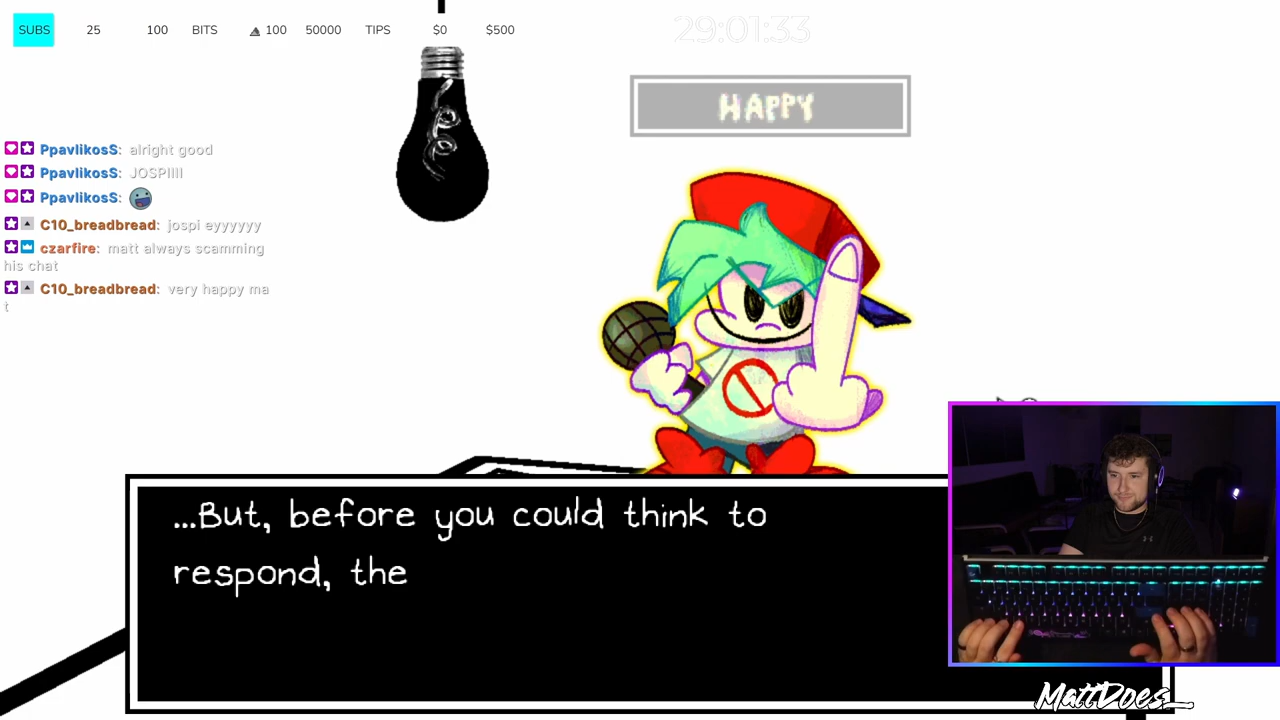 SUBS 25 100 BITS 100 50000 TIPS $0 $500
29:01:33
HAPPY
PpavlikosS: alright good
PpavlikosS: JOSPIIII
PpavlikosS:
C10_breadbread: jospi eyyyyyy
czarfire: matt always scamming
his chat
C10_breadbread: very happy ma
t
...But, before you could think to
respond, the
MattDoes_